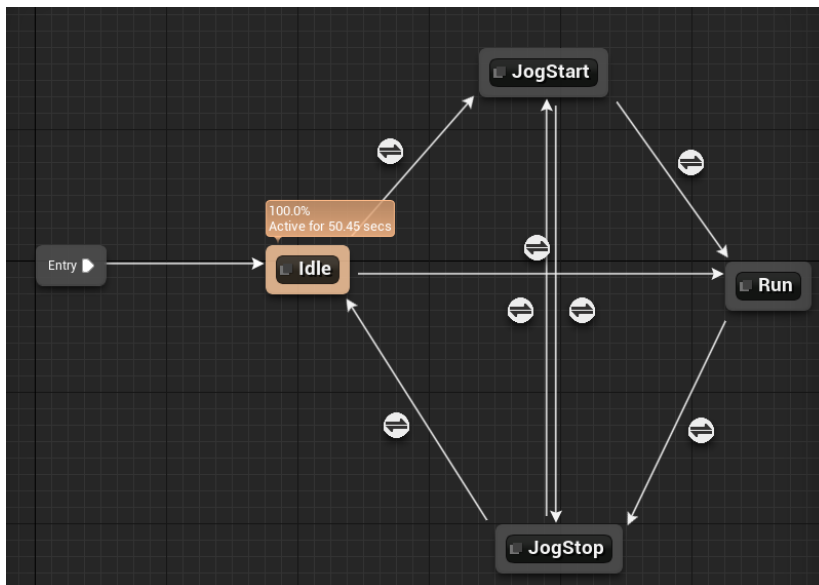 JogStart
100.0%
Active for 50.45 secs
Entry
Idle
Run
JogStop